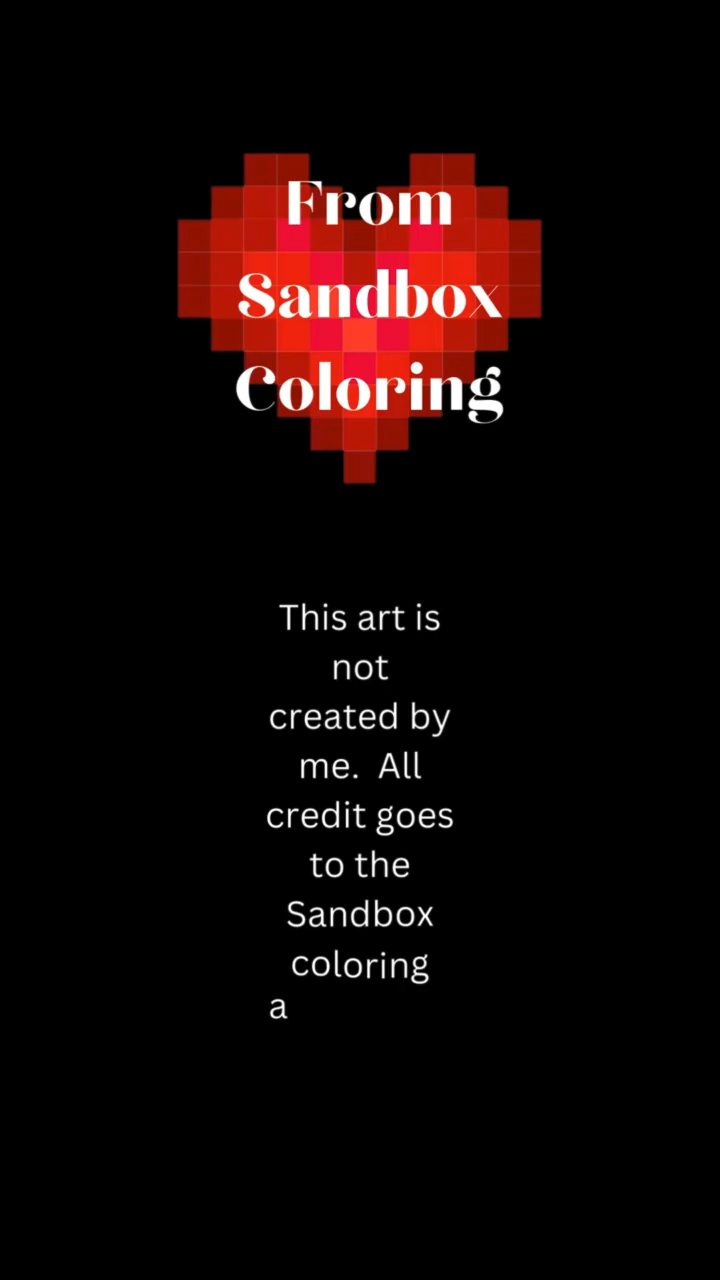 From
Sandbox
Coloring
This art is
not
created by
me.  All
credit goes
to the
Sandbox
coloring
a